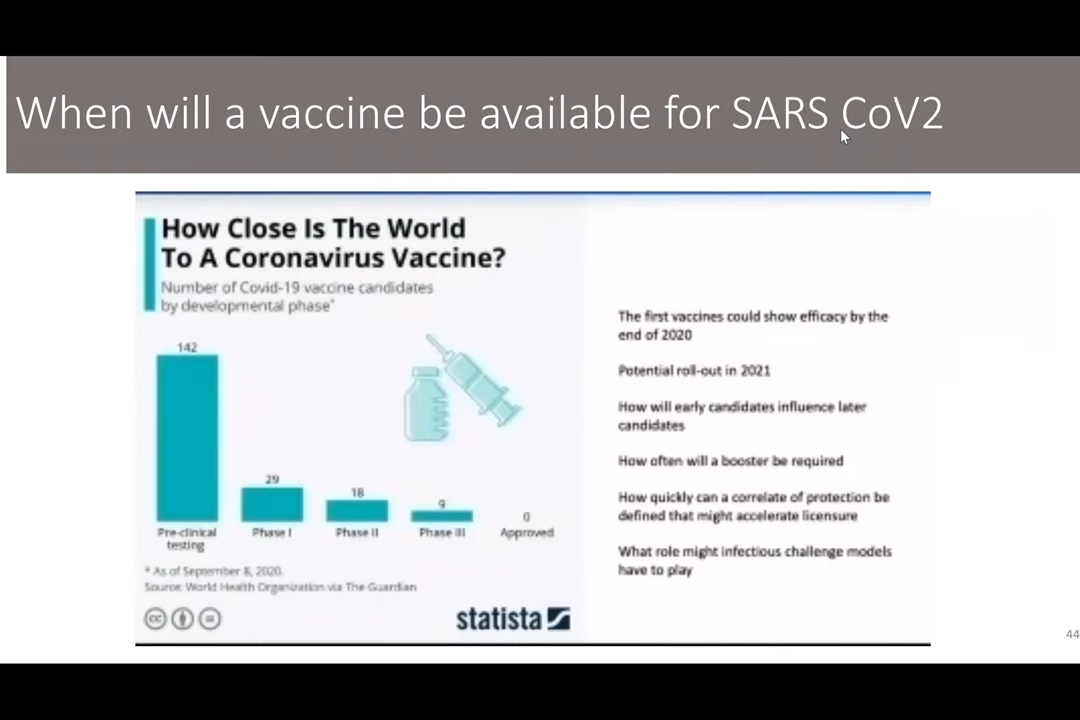 When will a vaccine be available for SARS CoV2
How Close Is The World
To A Coronavirus Vaccine?
Number of Covid-19 vaccine candidates
by developmental phase*
142
29
18
9
0
Pre-clinical
testing
Phase I
Phase II
Phase III
Approved
* As of September 8, 2020.
Source: World Health Organization via The Guardian
cc
statista
The first vaccines could show efficacy by the
end of 2020
Potential roll-out in 2021
How will early candidates influence later
candidates
How often will a booster be required
How quickly can a correlate of protection be
defined that might accelerate licensure
What role might infectious challenge models
have to play
44